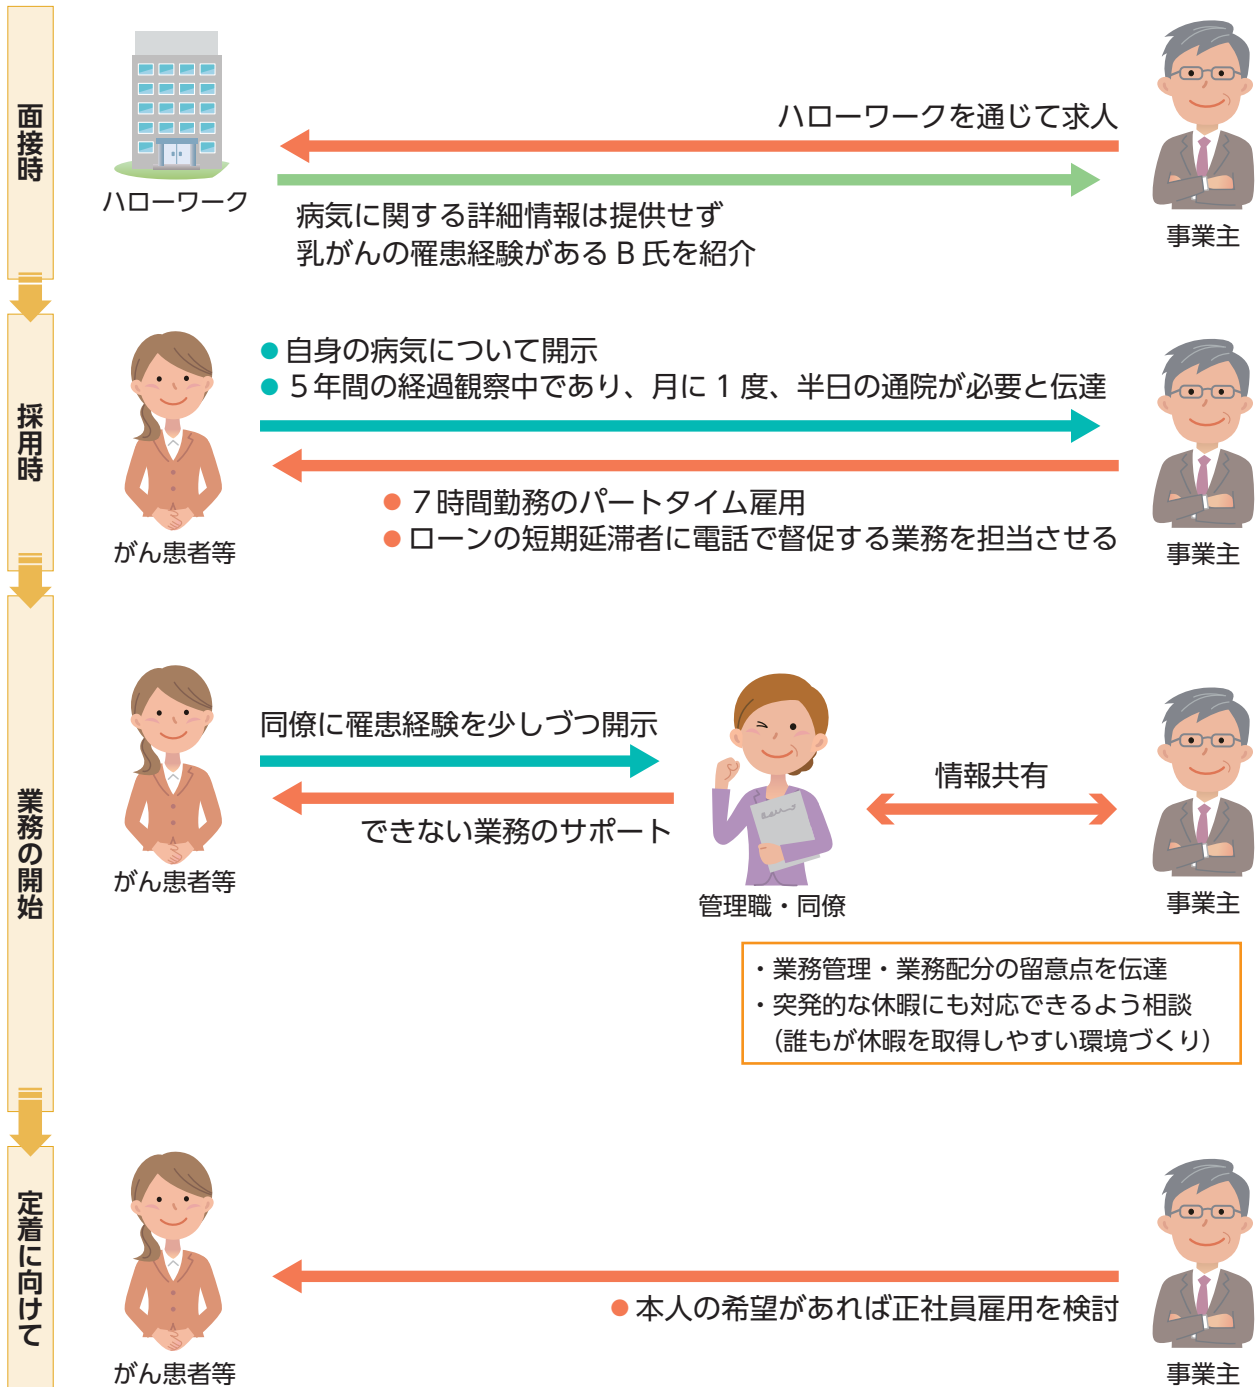 面接時
ハローワーク
ハローワークを通じて求人
病気に関する詳細情報は提供せず
乳がんの罹患経験がある B 氏を紹介
事業主
採用時
●自身の病気について開示
●５年間の経過観察中であり、月に 1 度、半日の通院が必要と伝達
●７時間勤務のパートタイム雇用
●ローンの短期延滞者に電話で督促する業務を担当させる
がん患者等
事業主
業務の開始
同僚に罹患経験を少しづつ開示
できない業務のサポート
情報共有
がん患者等
管理職・同僚
事業主
・業務管理・業務配分の留意点を伝達
・突発的な休暇にも対応できるよう相談
（誰もが休暇を取得しやすい環境づくり）
定着に向けて
●本人の希望があれば正社員雇用を検討
がん患者等
事業主